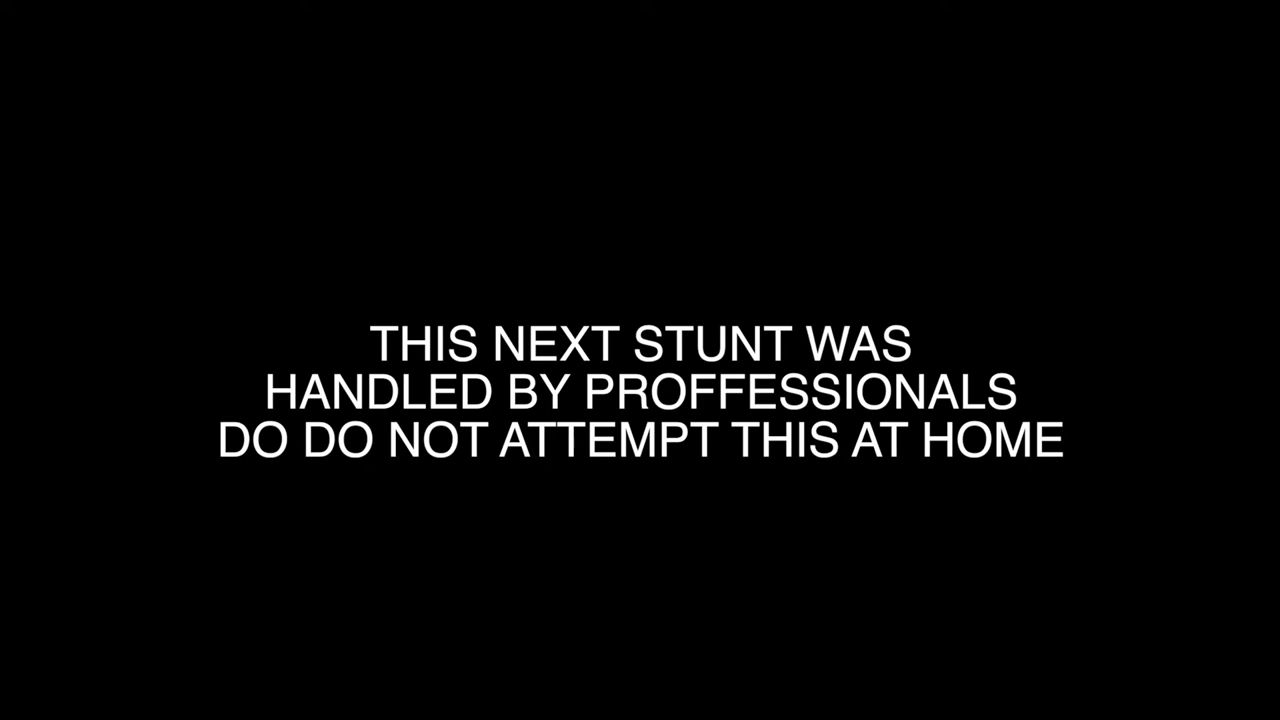 THIS NEXT STUNT WAS
HANDLED BY PROFFESSIONALS
DO DO NOT ATTEMPT THIS AT HOME